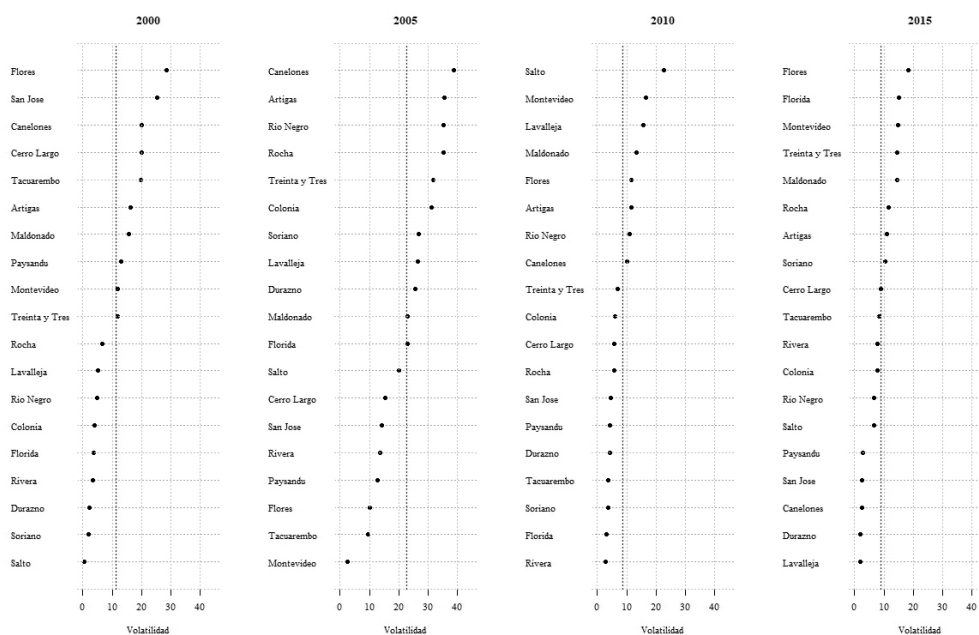 2000
Flores
San Jose
Canelones
Cerro Largo
Tacuarembo
Artigas
Maldonado
Paysandu
Montevideo
Treinta y Tres
Rocha
Lavalleja
Rio Negro
Colonia
Florida
Rivera
Durazno
Soriano
Salto
0 10 20 30 40
Volatilidad
2005
Canelones
Artigas
Rio Negro
Rocha
Treinta y Tres
Colonia
Soriano
Lavalleja
Durazno
Maldonado
Florida
Salto
Cerro Largo
San Jose
Rivera
Paysandu
Flores
Tacuarembo
Montevideo
0 10 20 30 40
Volatilidad
2010
Salto
Montevideo
Lavalleja
Maldonado
Flores
Artigas
Rio Negro
Canelones
Treinta y Tres
Colonia
Cerro Largo
Rocha
San Jose
Paysandu
Durazno
Tacuarembo
Soriano
Florida
Rivera
0 10 20 30 40
Volatilidad
2015
Flores
Florida
Montevideo
Treinta y Tres
Maldonado
Rocha
Artigas
Soriano
Cerro Largo
Tacuarembo
Rivera
Colonia
Rio Negro
Salto
Paysandu
San Jose
Canelones
Durazno
Lavalleja
0 10 20 30 40
Volatilidad